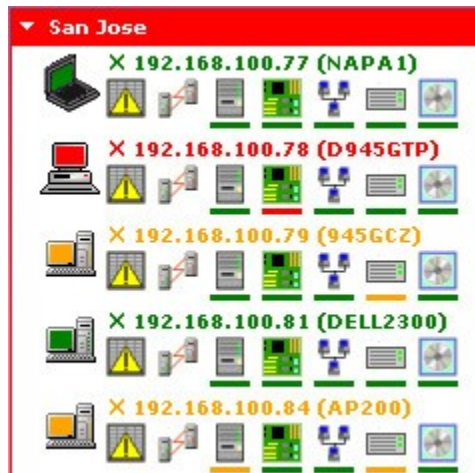 San Jose
X 192.168.100.77 (NAPA1)
X 192.168.100.78 (D945GTP)
X 192.168.100.79 (945GCZ)
X 192.168.100.81 (DELL2300)
X 192.168.100.84 (AP200)